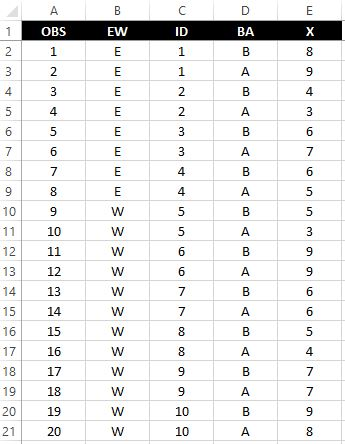 A B C D E
1 OBS EW ID BA X
2 1 E 1 B 8
3 2 E 1 A 9
4 3 E 2 B 4
5 4 E 2 A 3
6 5 E 3 B 6
7 6 E 3 A 7
8 7 E 4 B 6
9 8 E 4 A 5
10 9 W 5 B 5
11 10 W 5 A 3
12 11 W 6 B 9
13 12 W 6 A 9
14 13 W 7 B 6
15 14 W 7 A 6
16 15 W 8 B 5
17 16 W 8 A 4
18 17 W 9 B 7
19 18 W 9 A 7
20 19 W 10 B 9
21 20 W 10 A 8